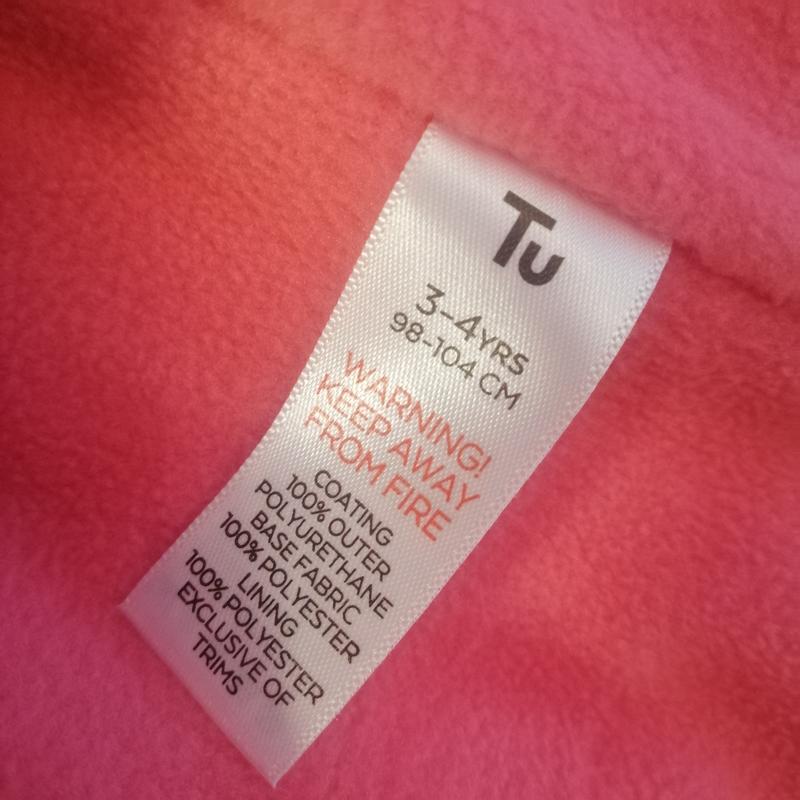 Tu
3-4YRS
98-104 CM
WARNING!
KEEP AWAY
FROM FIRE
COATING
100% OUTER
POLYURETHANE
BASE FABRIC
100% POLYESTER
LINING
100% POLYESTER
EXCLUSIVE OF
TRIMS